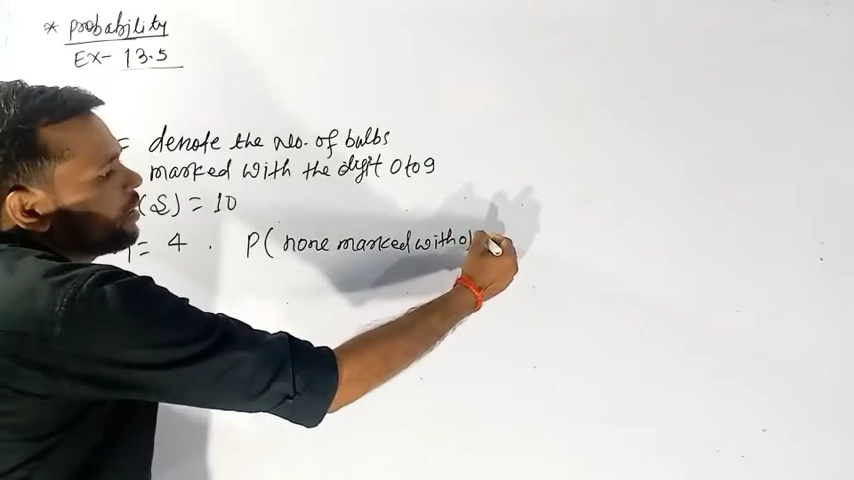 * probability
EX- 13.5
= denote the no. of bulbs
marked with the digit 0 to 9
(S) = 10
= 4 . P( none marked with 0)